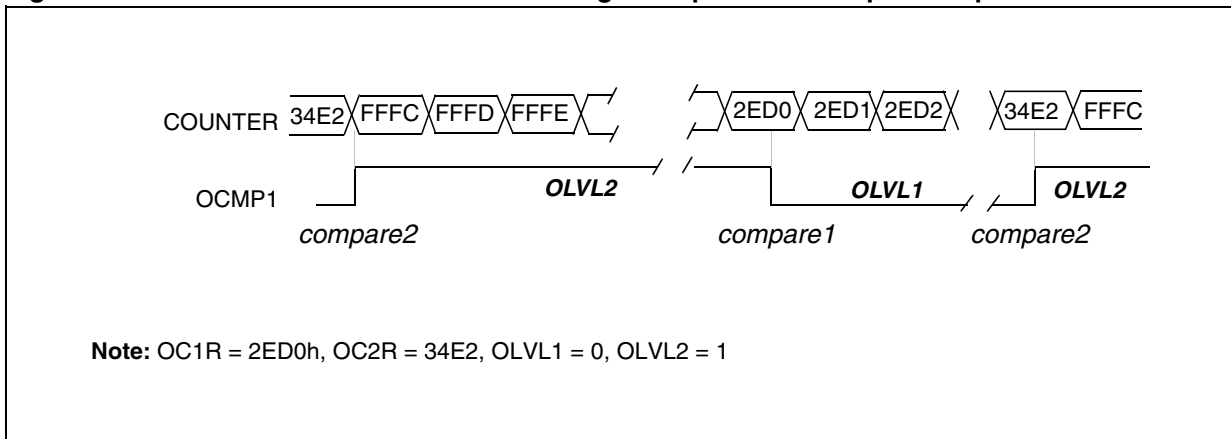 COUNTER 34E2 FFFC FFFD FFFE 2ED0 2ED1 2ED2 34E2 FFFC
OCMP1 OLVL2 OLVL1 OLVL2
compare2 compare1 compare2
Note: OC1R = 2ED0h, OC2R = 34E2, OLVL1 = 0, OLVL2 = 1